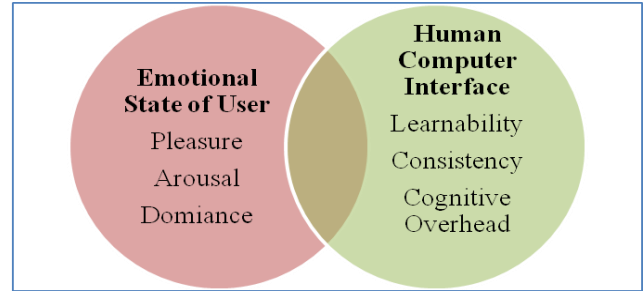 Emotional
State of User
Pleasure
Arousal
Domiance
Human
Computer
Interface
Learnability
Consistency
Cognitive
Overhead